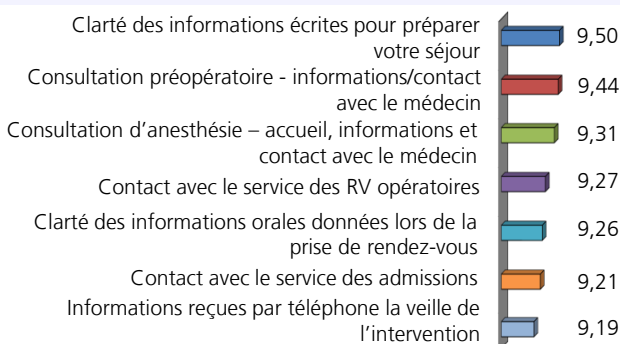 Clarté des informations écrites pour préparer
votre séjour
9,50
Consultation préopératoire - informations/contact
avec le médecin
9,44
Consultation d’anesthésie – accueil, informations et
contact avec le médecin
9,31
Contact avec le service des RV opératoires
9,27
Clarté des informations orales données lors de la
prise de rendez-vous
9,26
Contact avec le service des admissions
9,21
Informations reçues par téléphone la veille de
l’intervention
9,19